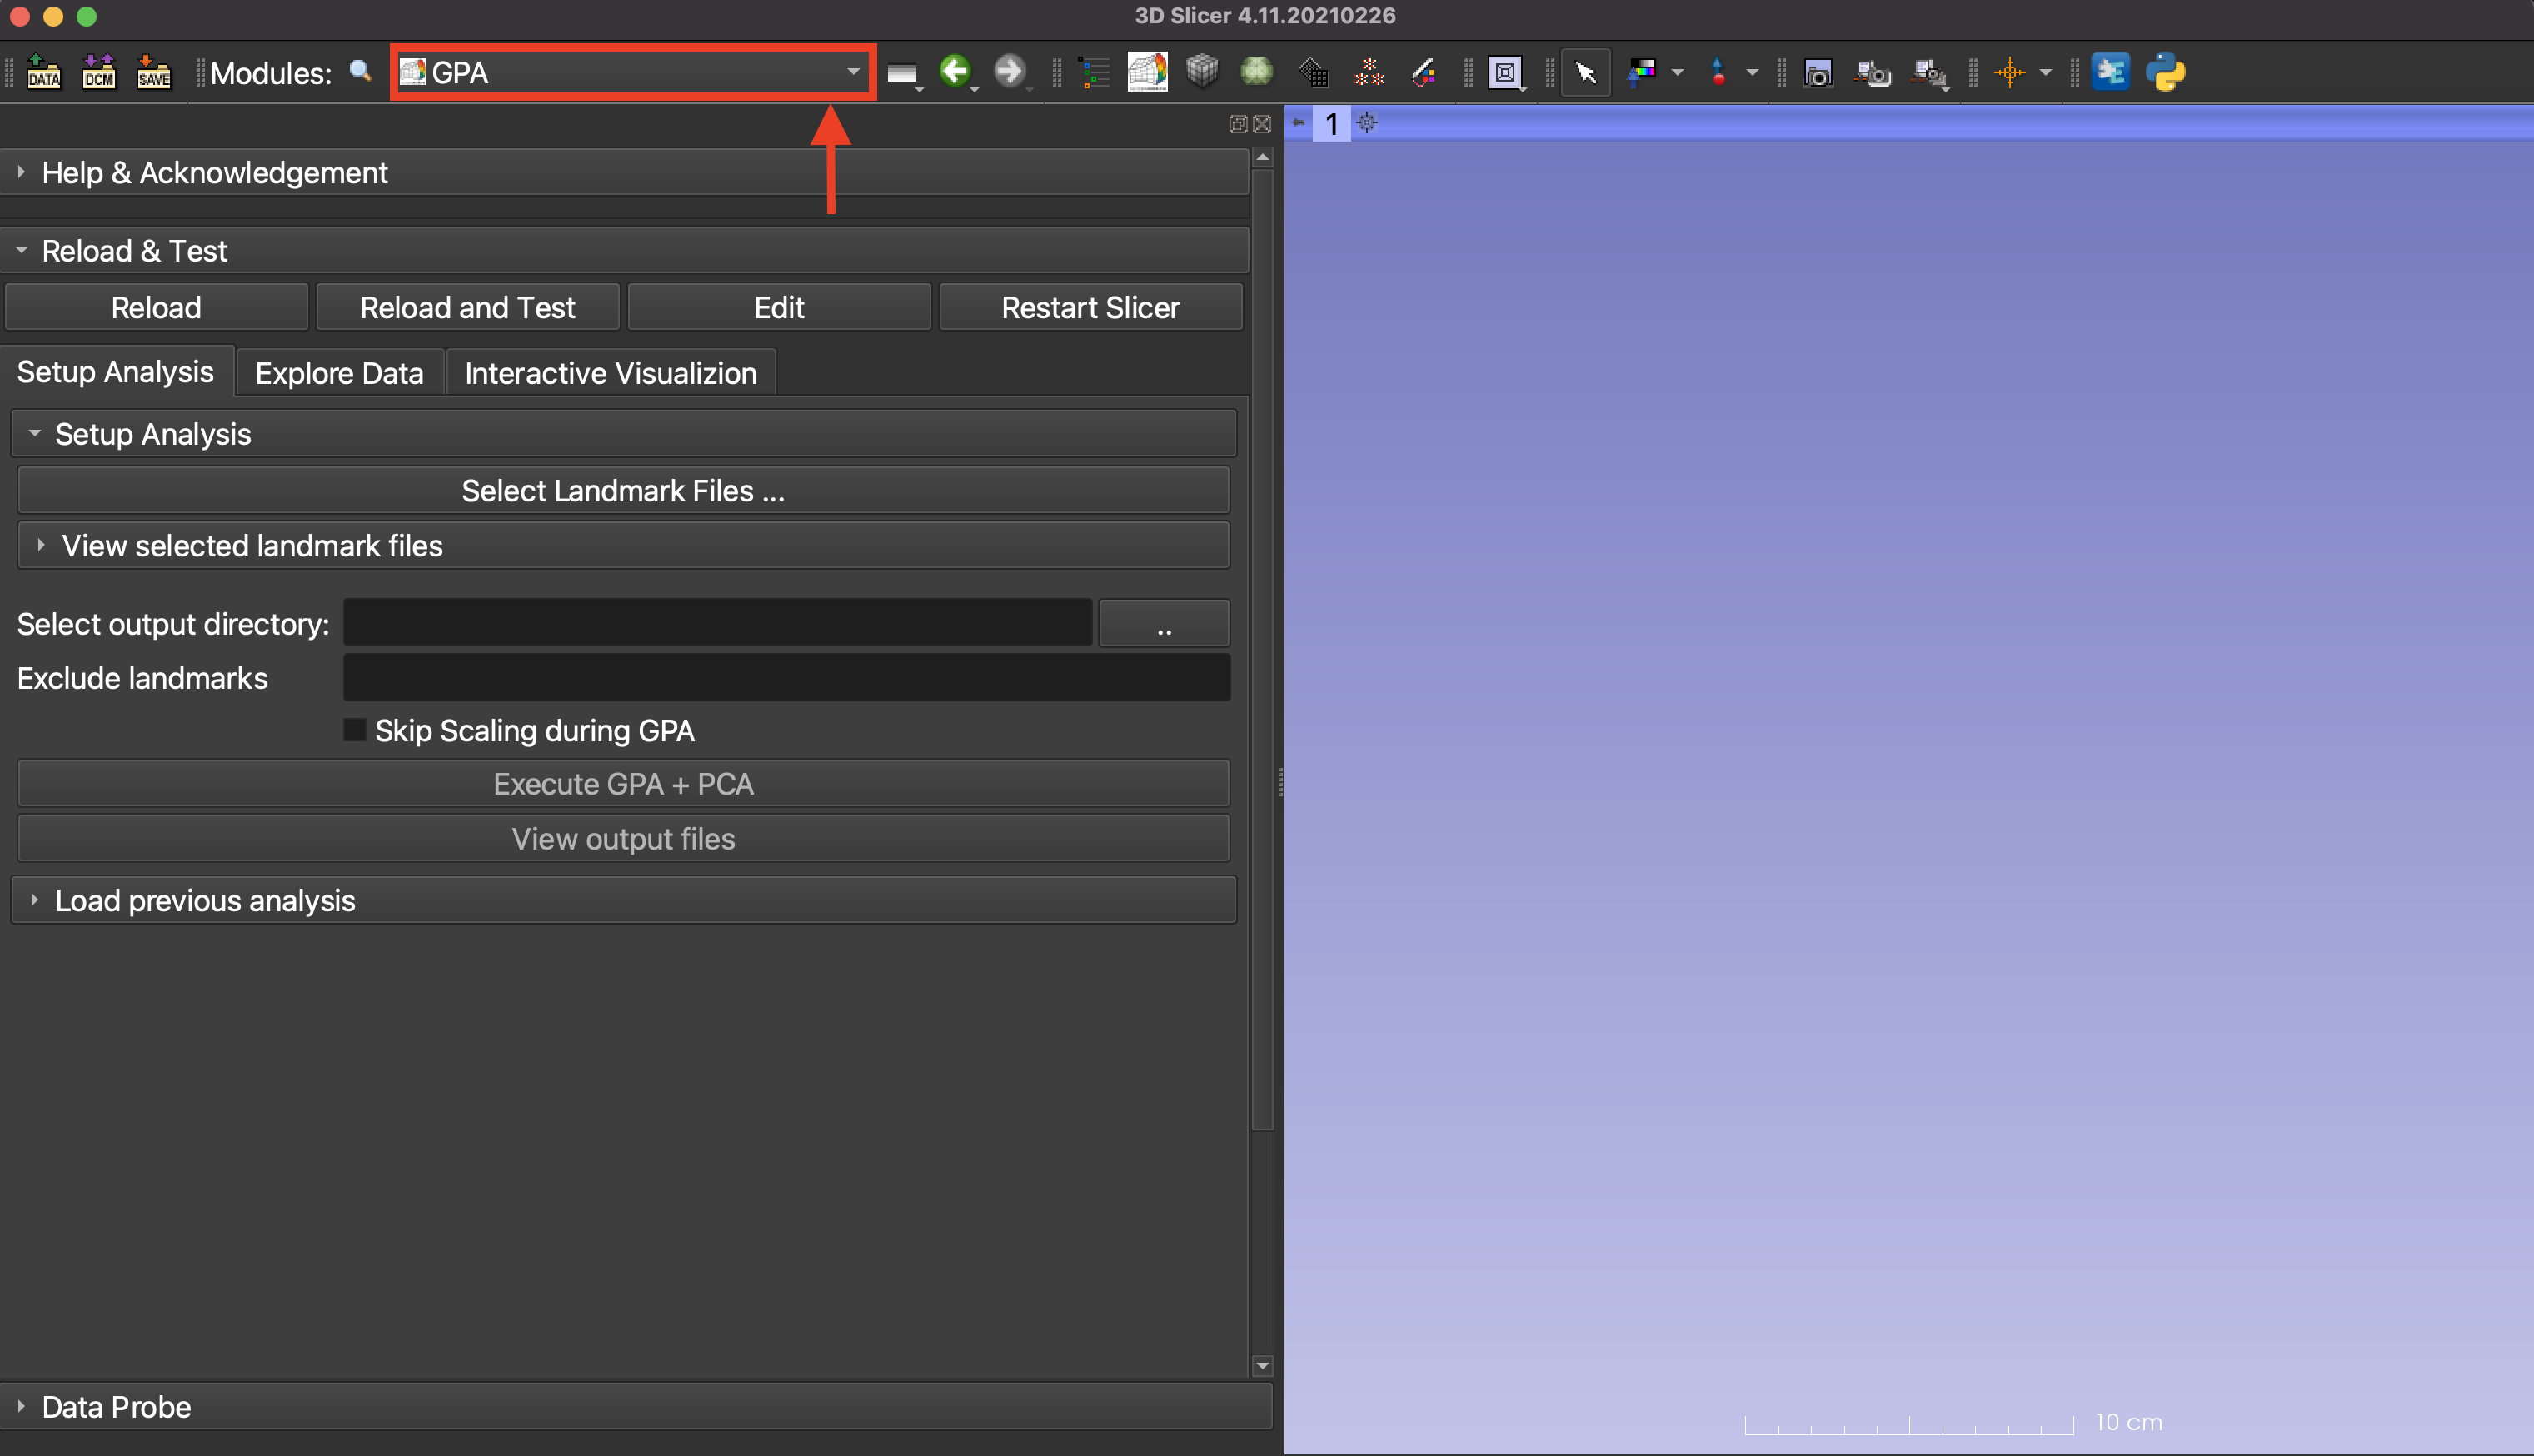 3D Slicer 4.11.20210226
DATA DCM SAVE Modules: GPA
1
Help & Acknowledgement
Reload & Test
Reload Reload and Test Edit Restart Slicer
Setup Analysis Explore Data Interactive Visualizion
Setup Analysis
Select Landmark Files ...
View selected landmark files
Select output directory: ..
Exclude landmarks
Skip Scaling during GPA
Execute GPA + PCA
View output files
Load previous analysis
Data Probe
10 cm